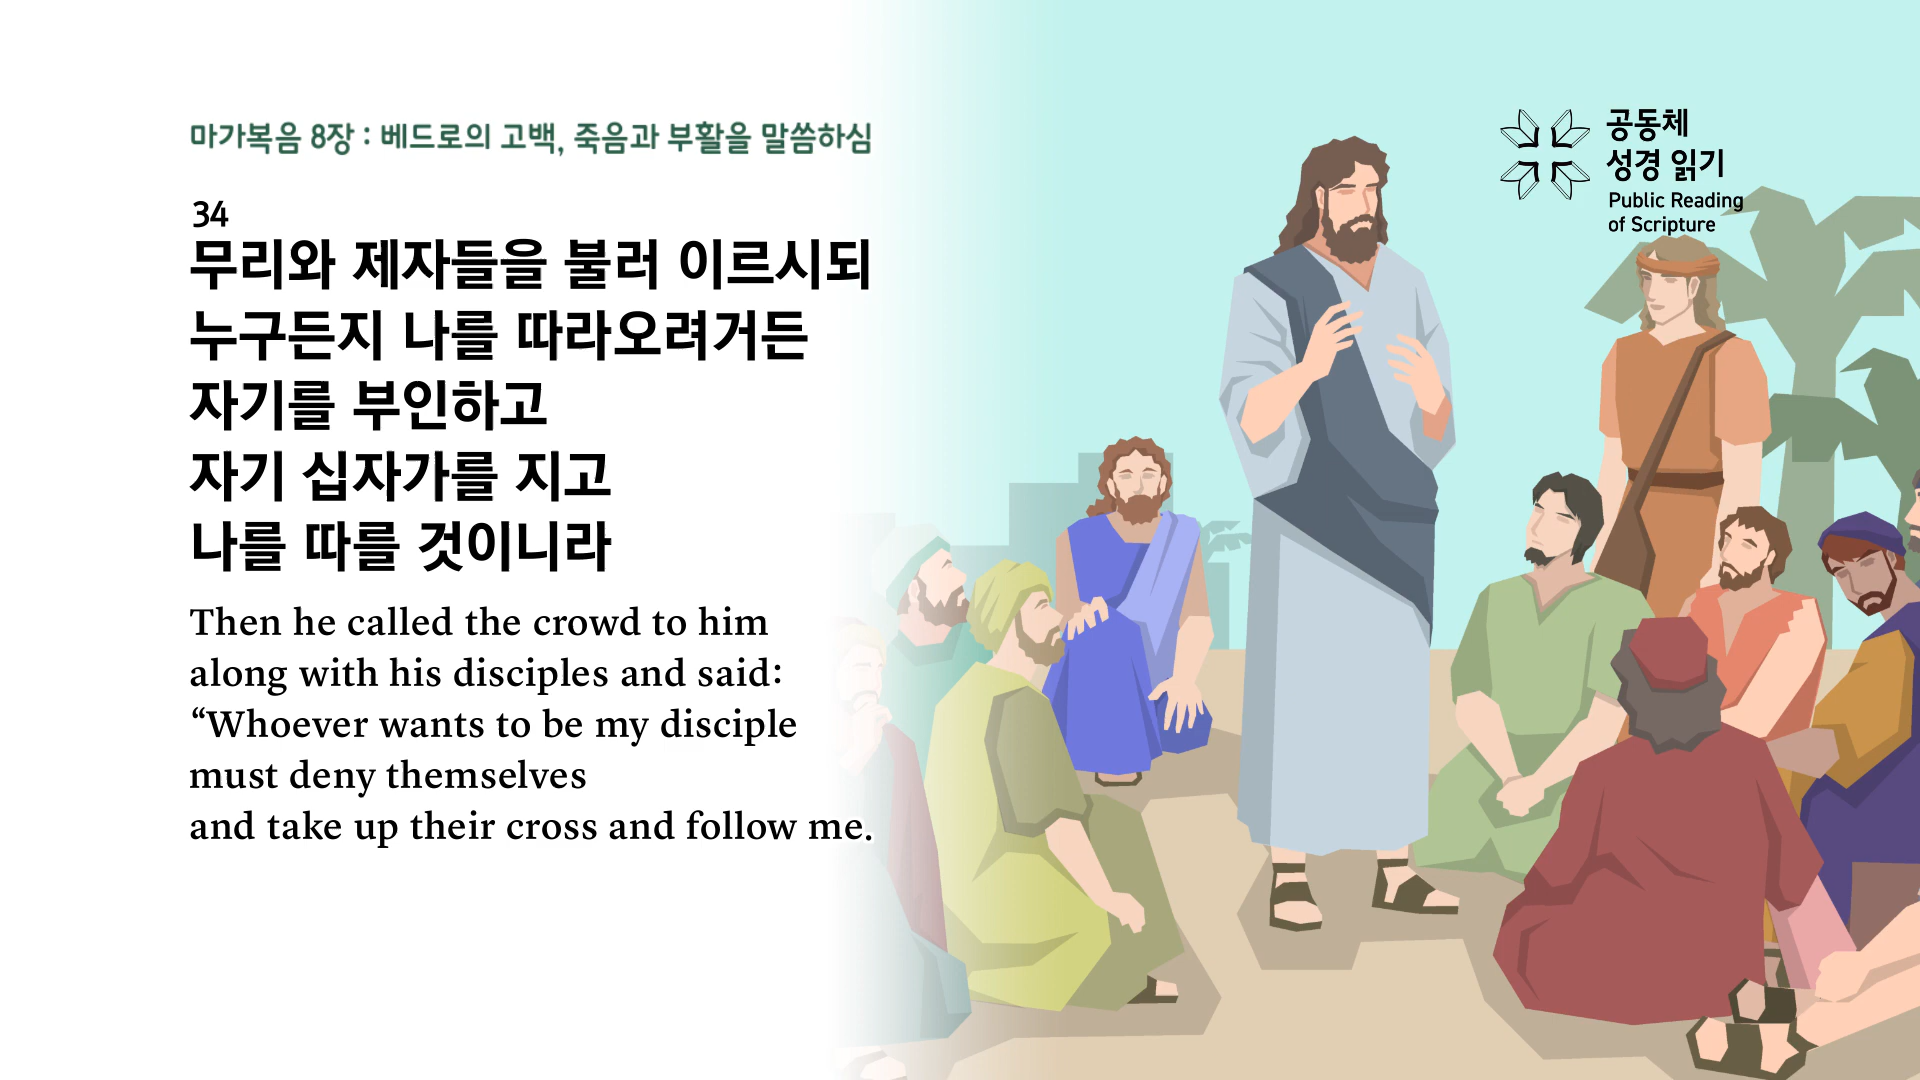 마가복음 8장 : 베드로의 고백, 죽음과 부활을 말씀하심
34
무리와 제자들을 불러 이르시되
누구든지 나를 따라오려거든
자기를 부인하고
자기 십자가를 지고
나를 따를 것이니라
Then he called the crowd to him
along with his disciples and said:
“Whoever wants to be my disciple
must deny themselves
and take up their cross and follow me.
공동체
성경 읽기
Public Reading
of Scripture